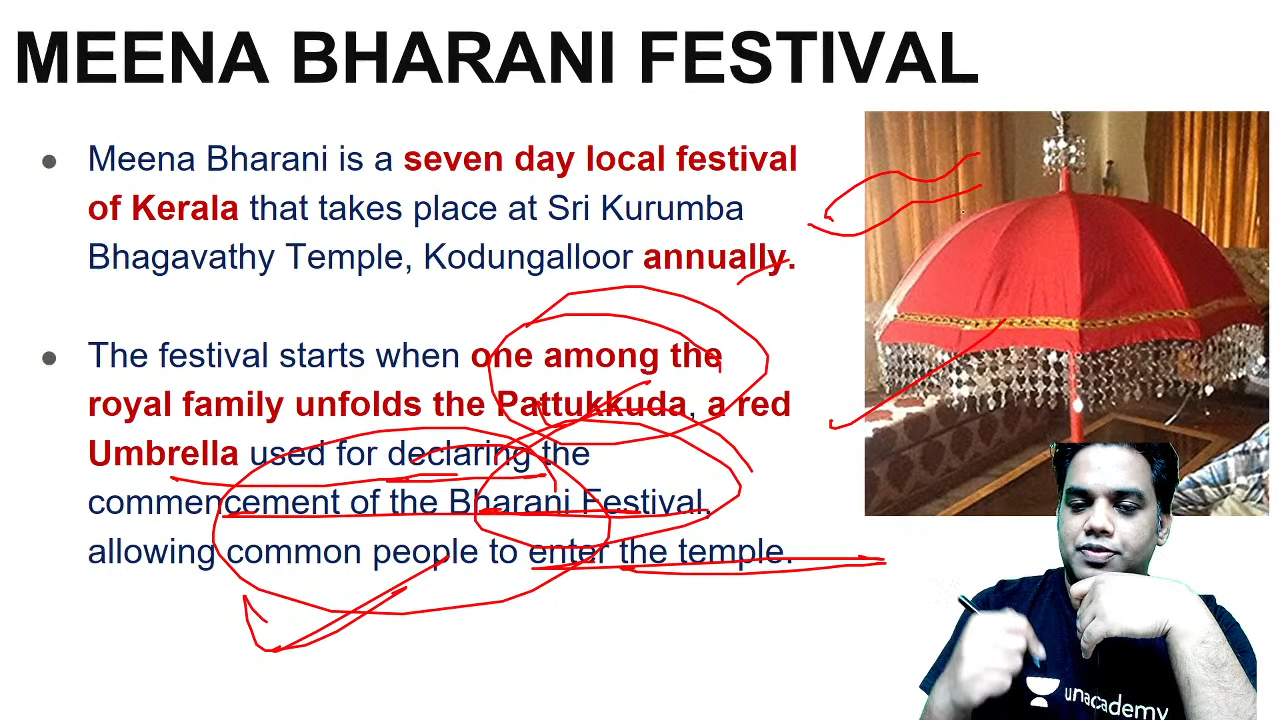 MEENA BHARANI FESTIVAL
● Meena Bharani is a seven day local festival
of Kerala that takes place at Sri Kurumba
Bhagavathy Temple, Kodungalloor annually.
● The festival starts when one among the
royal family unfolds the Pattukkuda, a red
Umbrella used for declaring the
commencement of the Bharani Festival,
allowing common people to enter the temple.
unacademy